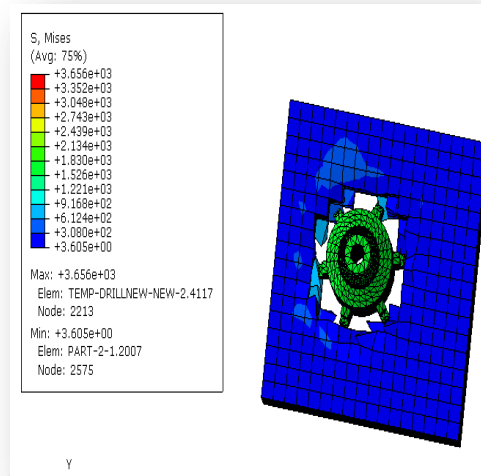 S, Mises
(Avg: 75%)
+3.656e+03
+3.352e+03
+3.048e+03
+2.743e+03
+2.439e+03
+2.134e+03
+1.830e+03
+1.526e+03
+1.221e+03
+9.168e+02
+6.124e+02
+3.080e+02
+3.605e+00
Max: +3.656e+03
Elem: TEMP-DRILLNEW-NEW-2.4117
Node: 2213
Min: +3.605e+00
Elem: PART-2-1.2007
Node: 2575
Y